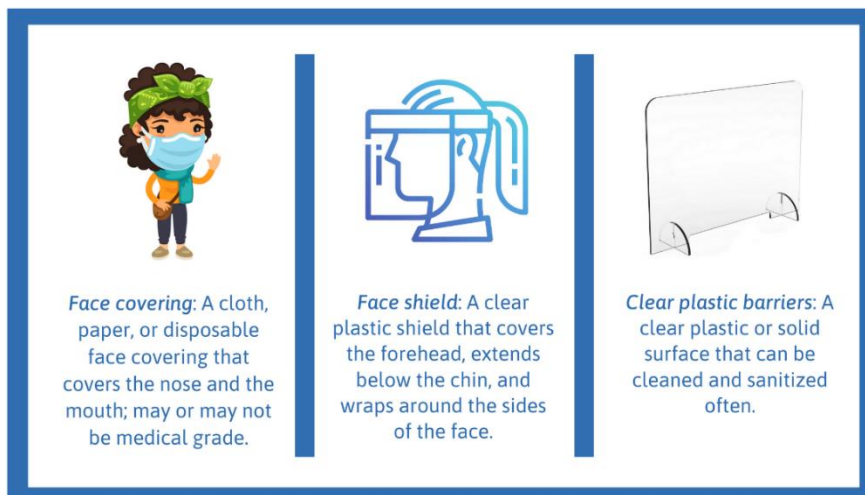 Face covering: A cloth,
paper, or disposable
face covering that
covers the nose and the
mouth; may or may not
be medical grade.
Face shield: A clear
plastic shield that covers
the forehead, extends
below the chin, and
wraps around the sides
of the face.
Clear plastic barriers: A
clear plastic or solid
surface that can be
cleaned and sanitized
often.